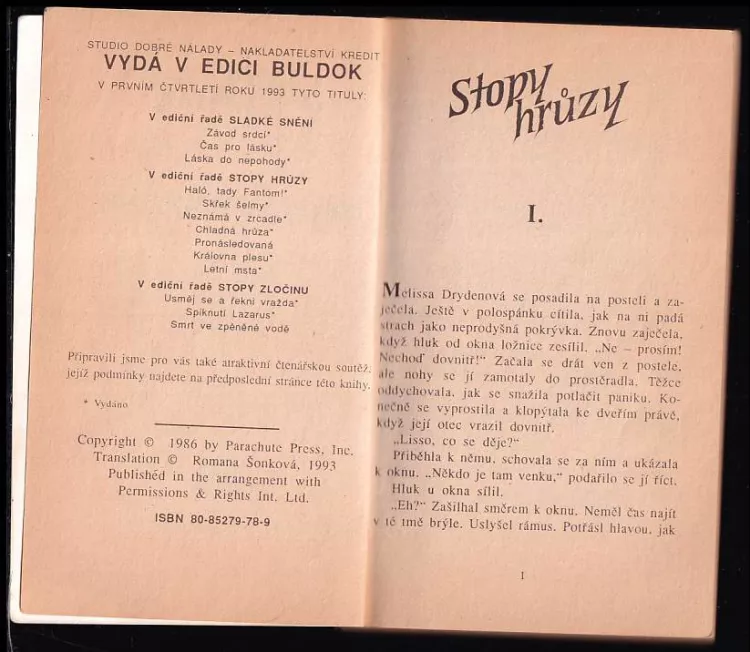 STUDIO DOBRÉ NÁLADY – NAKLADATELSTVÍ KREDIT
VYDÁ V EDICI BULDOK
V PRVNÍM ČTVRTLETÍ ROKU 1993 TYTO TITULY:
V ediční řadě SLADKÉ SNĚNÍ
Závod srdcí*
Čas pro lásku*
Láska do nepohody*
V ediční řadě STOPY HRŮZY
Haló, tady Fantom!*
Skřek šelmy*
Neznámá v zrcadle*
Chladná hrůza*
Pronásledovaná
Královna plesu*
Letní msta*
V ediční řadě STOPY ZLOČINU
Usměj se a řekni vražda*
Spiknutí Lazarus*
Smrt ve zpěněné vodě
Připravili jsme pro vás také atraktivní čtenářskou soutěž,
jejíž podmínky najdete na předposlední stránce této knihy.
* Vydáno
Copyright © 1986 by Parachute Press, Inc.
Translation © Romana Šonková, 1993
Published in the arrangement with
Permissions & Rights Int. Ltd.
ISBN 80-85279-78-9
Stopy
hrůzy
I.
Melissa Drydenová se posadila na posteli a za-
ječela. Ještě v polospánku cítila, jak na ni padá
strach jako neprodyšná pokrývka. Znovu zaječela,
když hluk od okna ložnice zesílil. „Ne – prosím!
Nechoď dovnitř!" Začala se drát ven z postele,
ale nohy se jí zamotaly do prostěradla. Těžce
oddychovala, jak se snažila potlačit paniku. Ko-
nečně se vyprostila a klopýtala ke dveřím právě,
když její otec vrazil dovnitř.
„Lisso, co se děje?"
Přiběhla k němu, schovala se za ním a ukázala
k oknu. „Někdo je tam venku," podařilo se jí říct.
Hluk u okna sílil.
„Eh?" Zašilhal směrem k oknu. Neměl čas najít
v té tmě brýle. Uslyšel rámus. Potřásl hlavou, jak
1